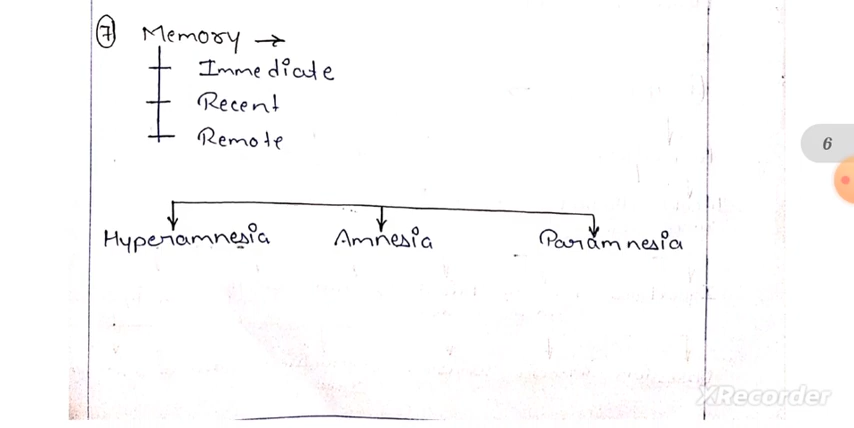 7 Memory →
Immediate
Recent
Remote
6
Hyperamnesia Amnesia Paramnesia
XRecorder